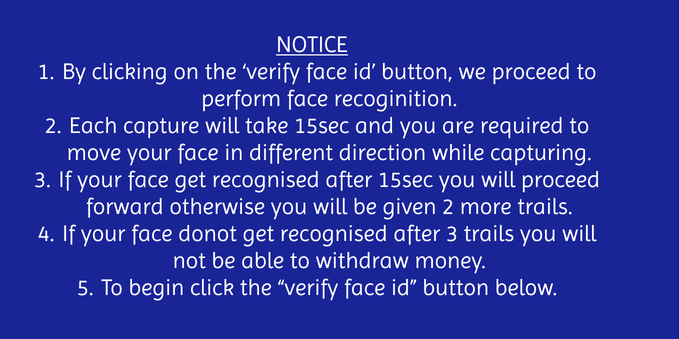 NOTICE
1. By clicking on the ‘verify face id’ button, we proceed to
perform face recoginition.
2. Each capture will take 15sec and you are required to
move your face in different direction while capturing.
3. If your face get recognised after 15sec you will proceed
forward otherwise you will be given 2 more trails.
4. If your face donot get recognised after 3 trails you will
not be able to withdraw money.
5. To begin click the “verify face id” button below.